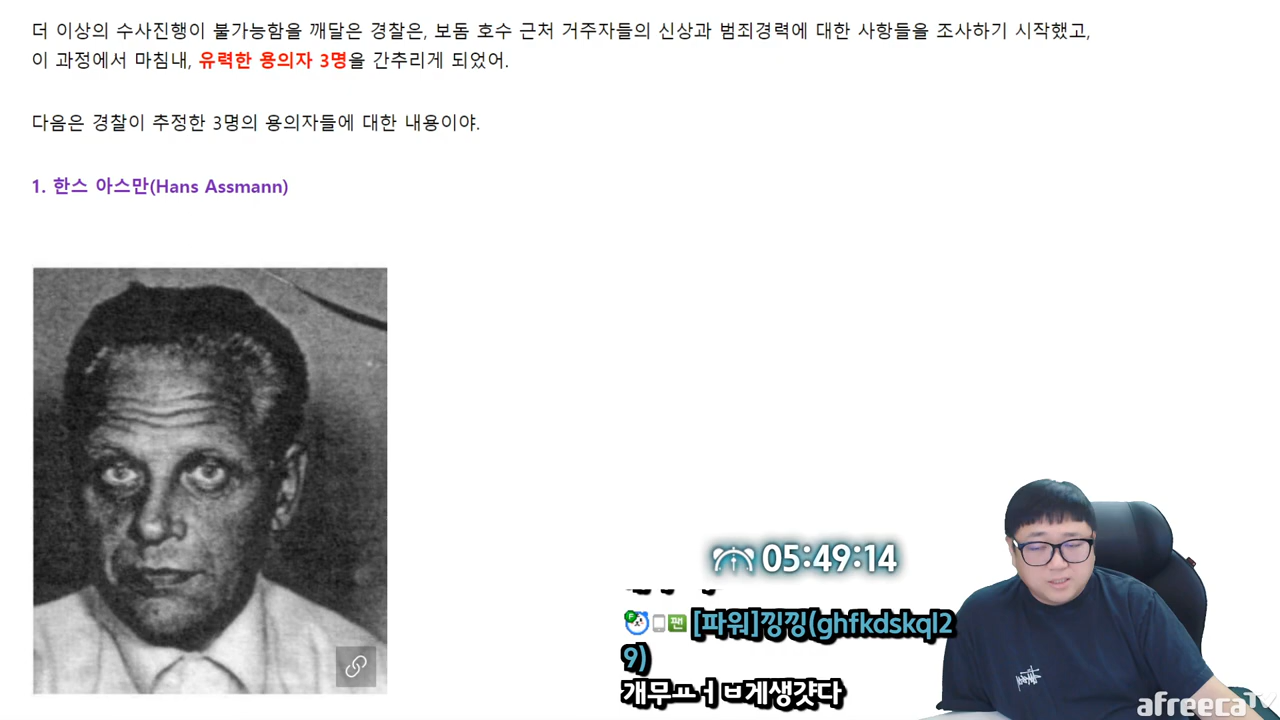 더 이상의 수사진행이 불가능함을 깨달은 경찰은, 보돔 호수 근처 거주자들의 신상과 범죄경력에 대한 사항들을 조사하기 시작했고,
이 과정에서 마침내, 유력한 용의자 3명을 간추리게 되었어.
다음은 경찰이 추정한 3명의 용의자들에 대한 내용이야.
1. 한스 아스만(Hans Assmann)
05:49:14
팬 [파워]낑낑(ghfkdskql2
9)
개무ㅛㅓㅂ게생걋다
afreecaTV